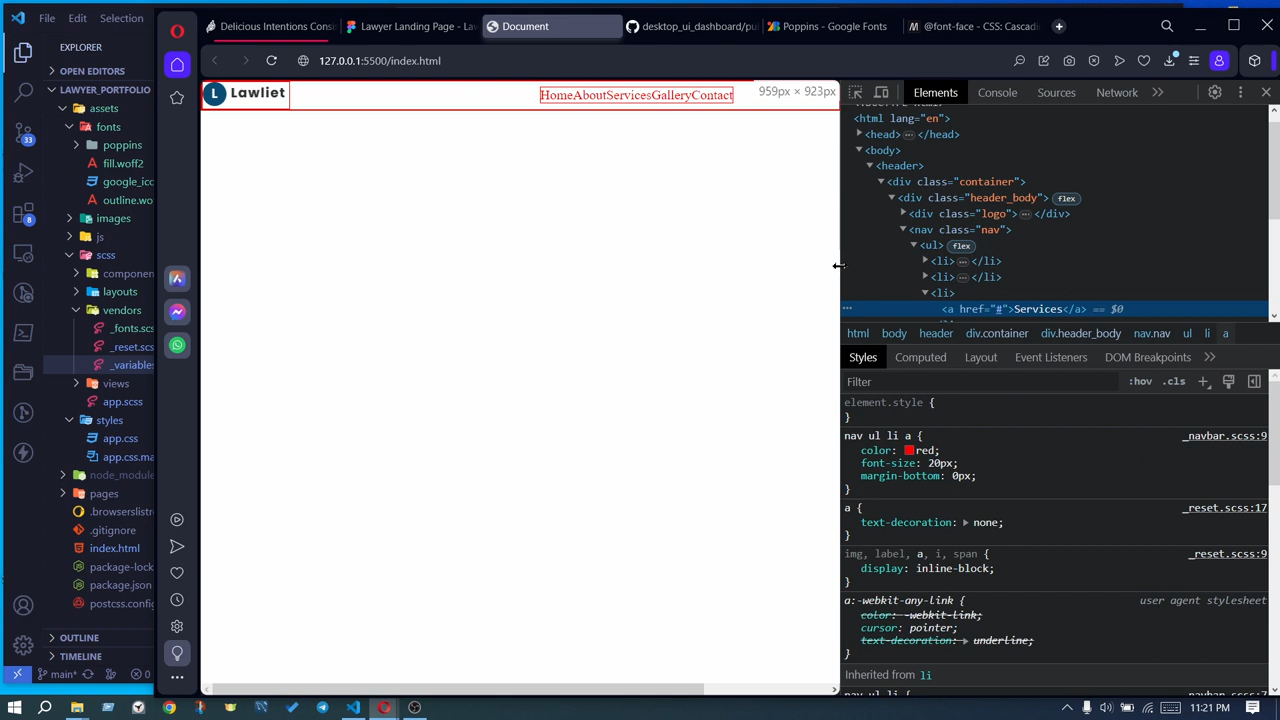 File Edit Selection
Delicious Intentions Consi
Lawyer Landing Page - Law
Document
desktop_ui_dashboard/pu
Poppins - Google Fonts
@font-face - CSS: Cascadi
127.0.0.1:5500/index.html
EXPLORER
OPEN EDITORS
LAWYER_PORTFOLIO
assets
fonts
poppins
fill.woff2
google_ico
outline.wo
images
js
scss
component
layouts
vendors
_fonts.scs
_reset.scs
_variables
views
app.scss
styles
app.css
app.css.ma
node_module
pages
.browserslistr
.gitignore
index.html
package-lock
package.json
postcss.config
OUTLINE
TIMELINE
main*
0
33
8
L Lawliet
HomeAboutServicesGalleryContact
959px × 923px
Elements Console Sources Network
<html lang="en">
<head> </head>
<body>
<header>
<div class="container">
<div class="header_body"> flex
<div class="logo"> </div>
<nav class="nav">
<ul> flex
<li> </li>
<li> </li>
<li>
<a href="#">Services</a> == $0
html body header div.container div.header_body nav.nav ul li a
Styles Computed Layout Event Listeners DOM Breakpoints
Filter
:hov .cls
element.style {
}
nav ul li a { _navbar.scss:9
color: red;
font-size: 20px;
margin-bottom: 0px;
}
a { _reset.scss:17
text-decoration: none;
}
img, label, a, i, span { _reset.scss:9
display: inline-block;
}
a:-webkit-any-link { user agent stylesheet
color: -webkit-link;
cursor: pointer;
text-decoration: underline;
}
Inherited from li
11:21 PM